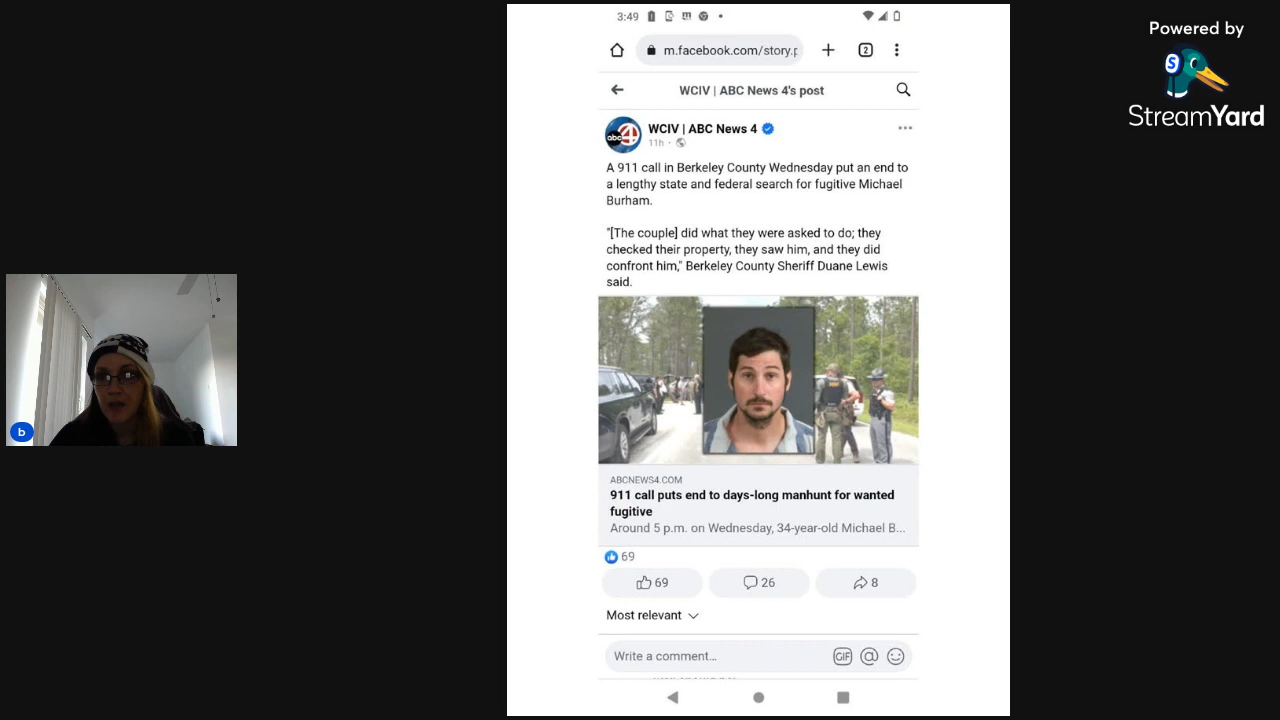 3:49
2
m.facebook.com/story.p
WCIV | ABC News 4's post
abc 4
WCIV | ABC News 4
11h ·
A 911 call in Berkeley County Wednesday put an end to
a lengthy state and federal search for fugitive Michael
Burham.
"[The couple] did what they were asked to do; they
checked their property, they saw him, and they did
confront him," Berkeley County Sheriff Duane Lewis
said.
ABCNEWS4.COM
911 call puts end to days-long manhunt for wanted
fugitive
Around 5 p.m. on Wednesday, 34-year-old Michael B...
69
69
26
8
Most relevant
Write a comment...
GIF
@
b
Powered by
S
StreamYard